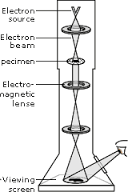 Electron
source
Electron
beam
pecimen
Electro-
magnetic
lense
Viewing
screen